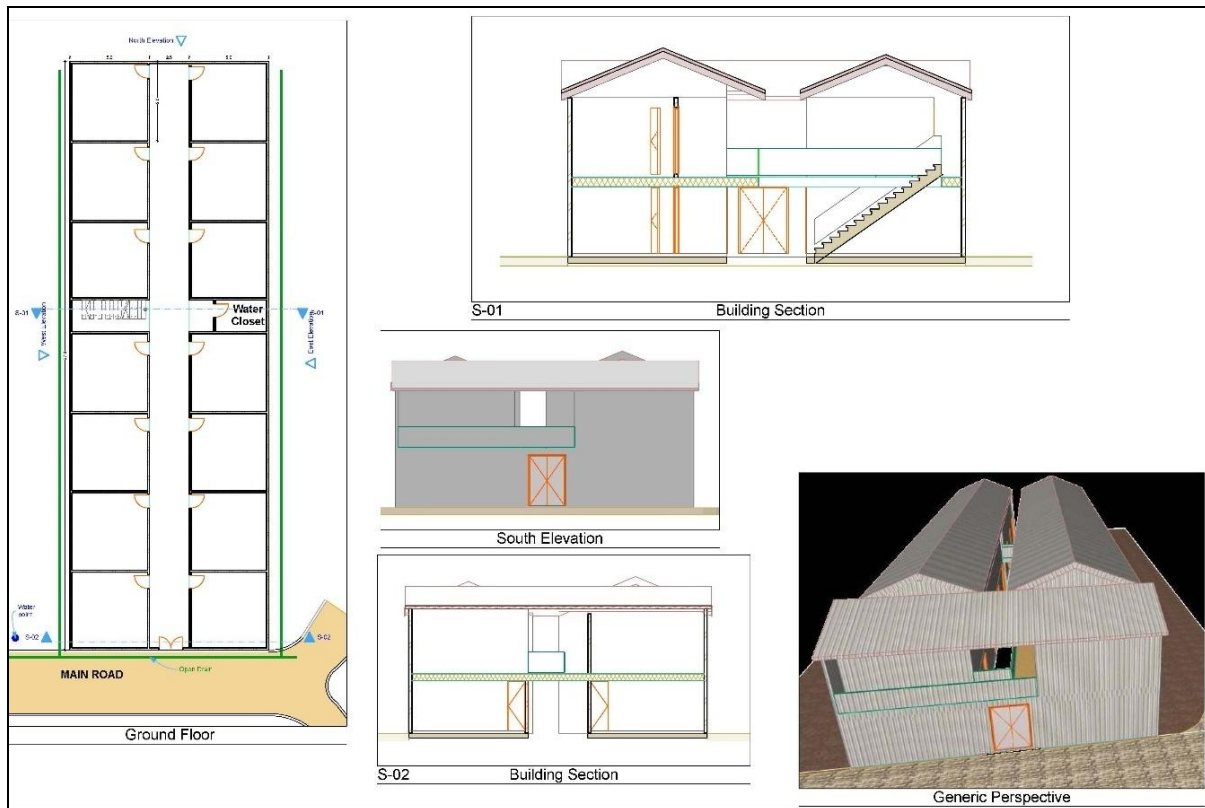 North Elevation
S-01
West Elevation
Water
Closet
S-01
East Elevation
Water
point
S-02
S-02
MAIN ROAD
Open Drain
Ground Floor
S-01
Building Section
South Elevation
S-02
Building Section
Generic Perspective